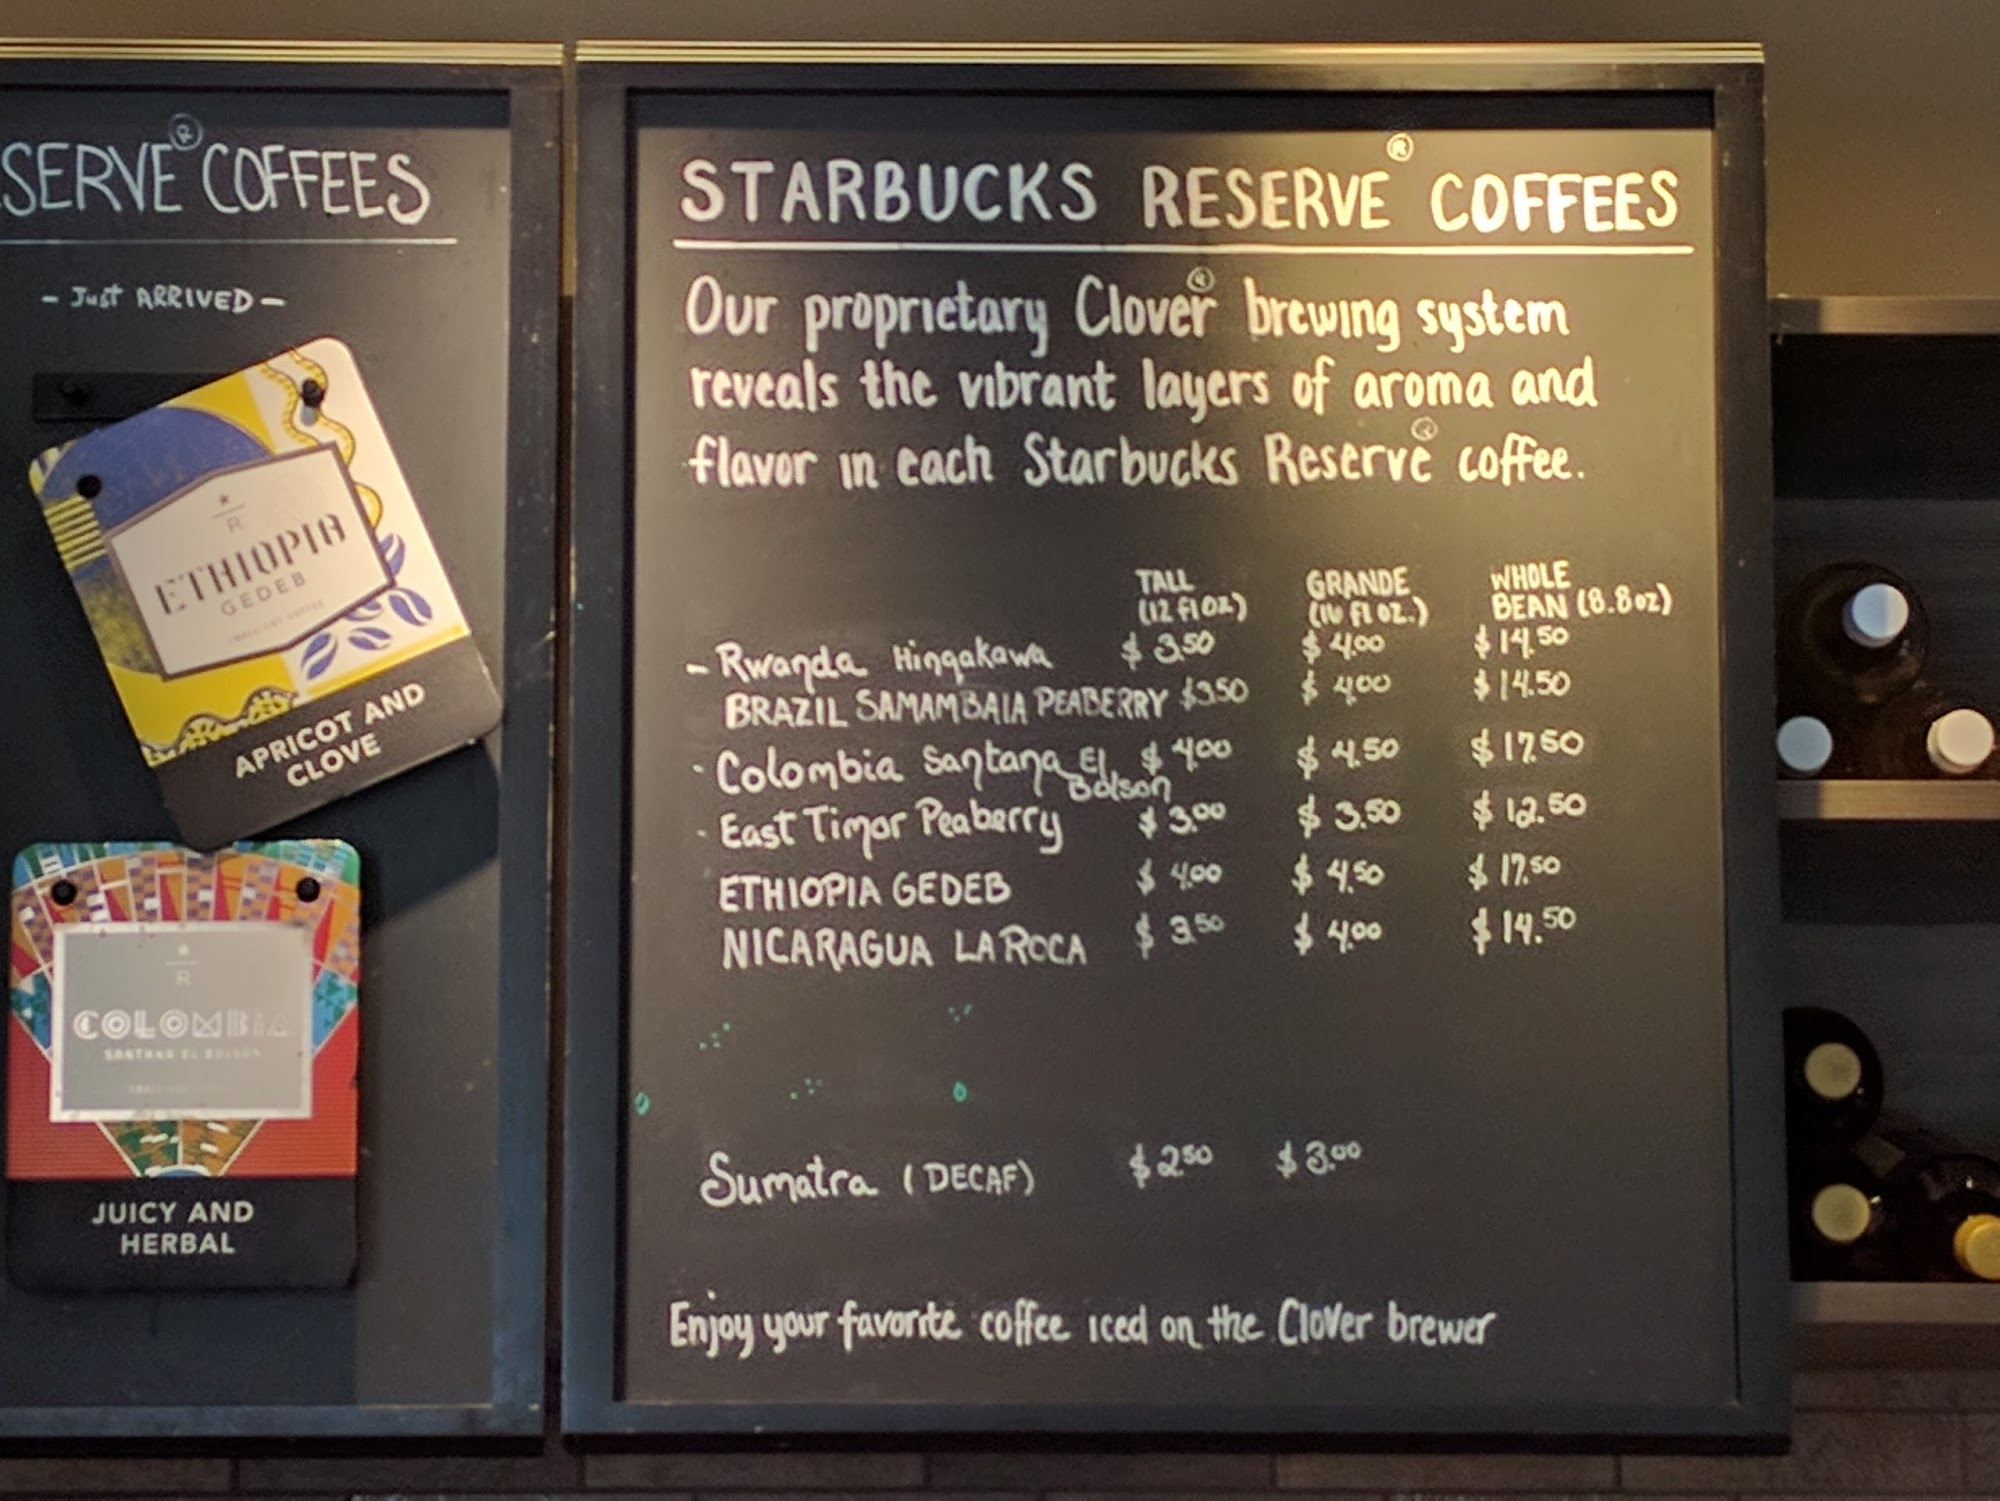 SERVE® COFFEES
- Just ARRIVED -
R
ETHIOPIA
GEDEB
APRICOT AND
CLOVE
R
COLOMBIA
SANTANA EL BOLSON
JUICY AND
HERBAL
STARBUCKS RESERVE® COFFEES
Our proprietary Clover® brewing system
reveals the vibrant layers of aroma and
flavor in each Starbucks Reserve® coffee.
TALL GRANDE WHOLE
(12 fl oz.) (16 fl oz.) BEAN (8.8 oz)
- Rwanda Hingakawa $3.50 $4.00 $14.50
BRAZIL SAMAMBAIA PEABERRY $3.50 $4.00 $14.50
- Colombia Santana El $4.00 $4.50 $17.50
Bolson
- East Timor Peaberry $3.00 $3.50 $12.50
ETHIOPIA GEDEB $4.00 $4.50 $17.50
NICARAGUA LA ROCA $3.50 $4.00 $14.50
Sumatra (DECAF) $2.50 $3.00
Enjoy your favorite coffee iced on the Clover brewer